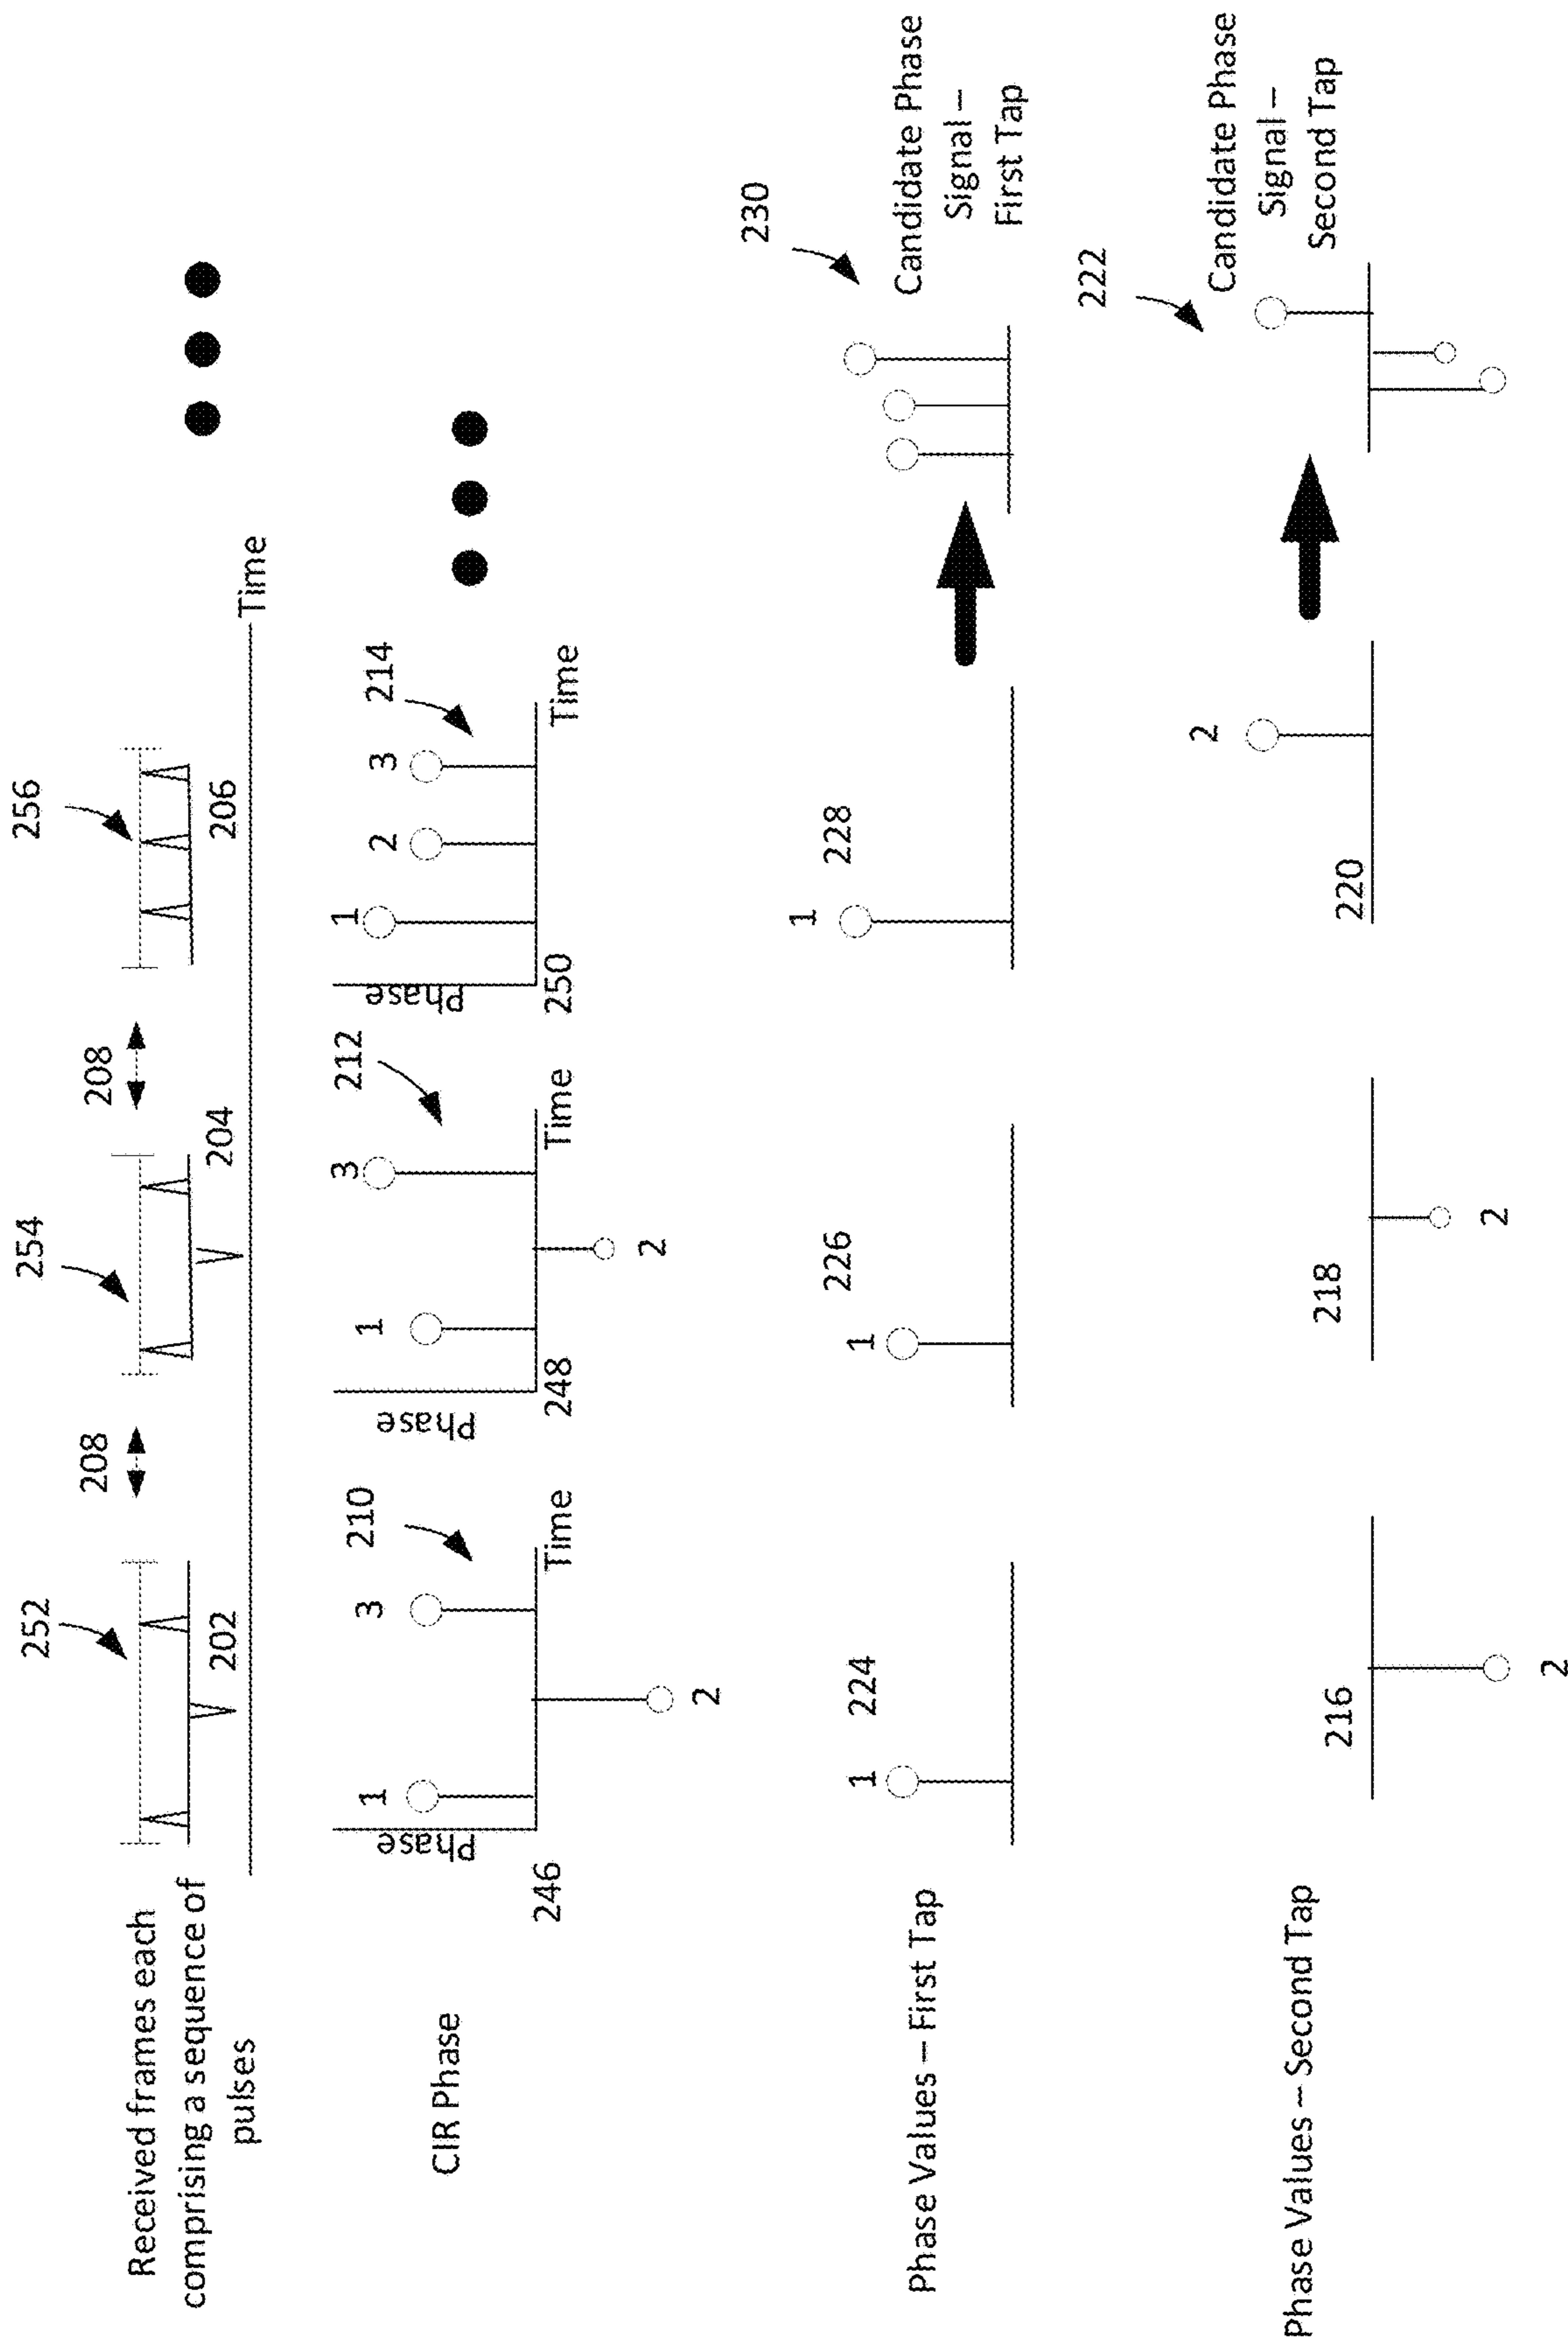 252
254
256
208
208
Received frames each
comprising a sequence of
pulses
202
204
206
Time
CIR Phase
210
212
214
Phase
1
2
3
Time
246
Phase
1
2
3
Time
248
Phase
1
2
3
Time
250
Phase Values – First Tap
224
1
226
1
228
1
230
Candidate Phase
Signal –
First Tap
Phase Values – Second Tap
216
2
218
2
220
2
222
Candidate Phase
Signal –
Second Tap